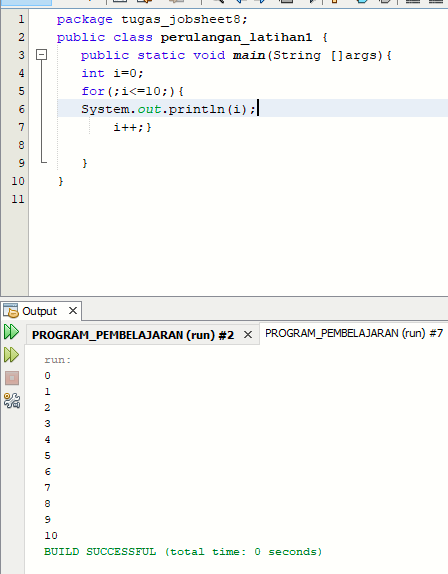 1 package tugas_jobsheet8;
2 public class perulangan_latihan1 {
3 public static void main(String []args){
4 int i=0;
5 for(;i<=10;){
6 System.out.println(i);
7 i++;}
8
9 }
10 }
11
Output
PROGRAM_PEMBELAJARAN (run) #2 PROGRAM_PEMBELAJARAN (run) #7
run:
0
1
2
3
4
5
6
7
8
9
10
BUILD SUCCESSFUL (total time: 0 seconds)